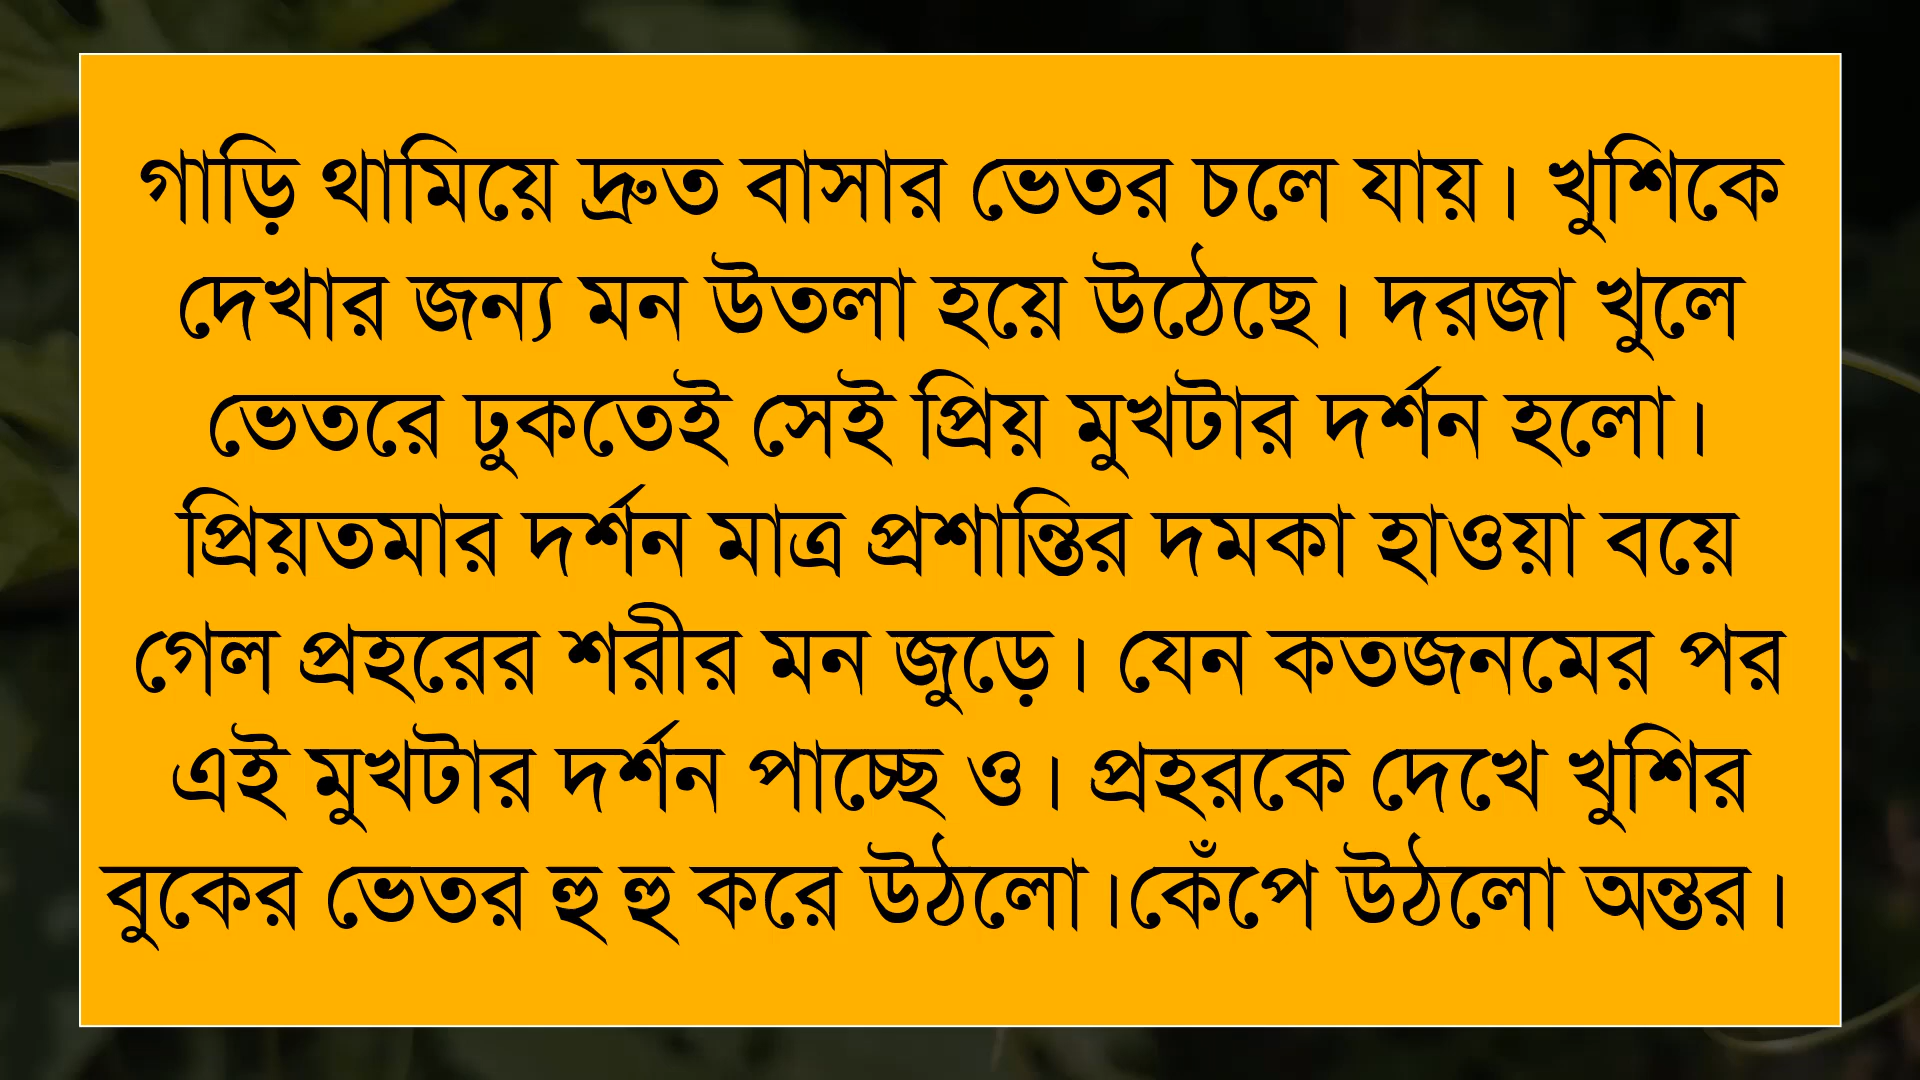 গাড়ি থামিয়ে দ্রুত বাসার ভেতর চলে যায়। খুশিকে
দেখার জন্য মন উতলা হয়ে উঠেছে। দরজা খুলে
ভেতরে ঢুকতেই সেই প্রিয় মুখটার দর্শন হলো।
প্রিয়তমার দর্শন মাত্র প্রশান্তির দমকা হাওয়া বয়ে
গেল প্রহরের শরীর মন জুড়ে। যেন কতজনমের পর
এই মুখটার দর্শন পাচ্ছে ও। প্রহরকে দেখে খুশির
বুকের ভেতর হু হু করে উঠলো।কেঁপে উঠলো অন্তর।